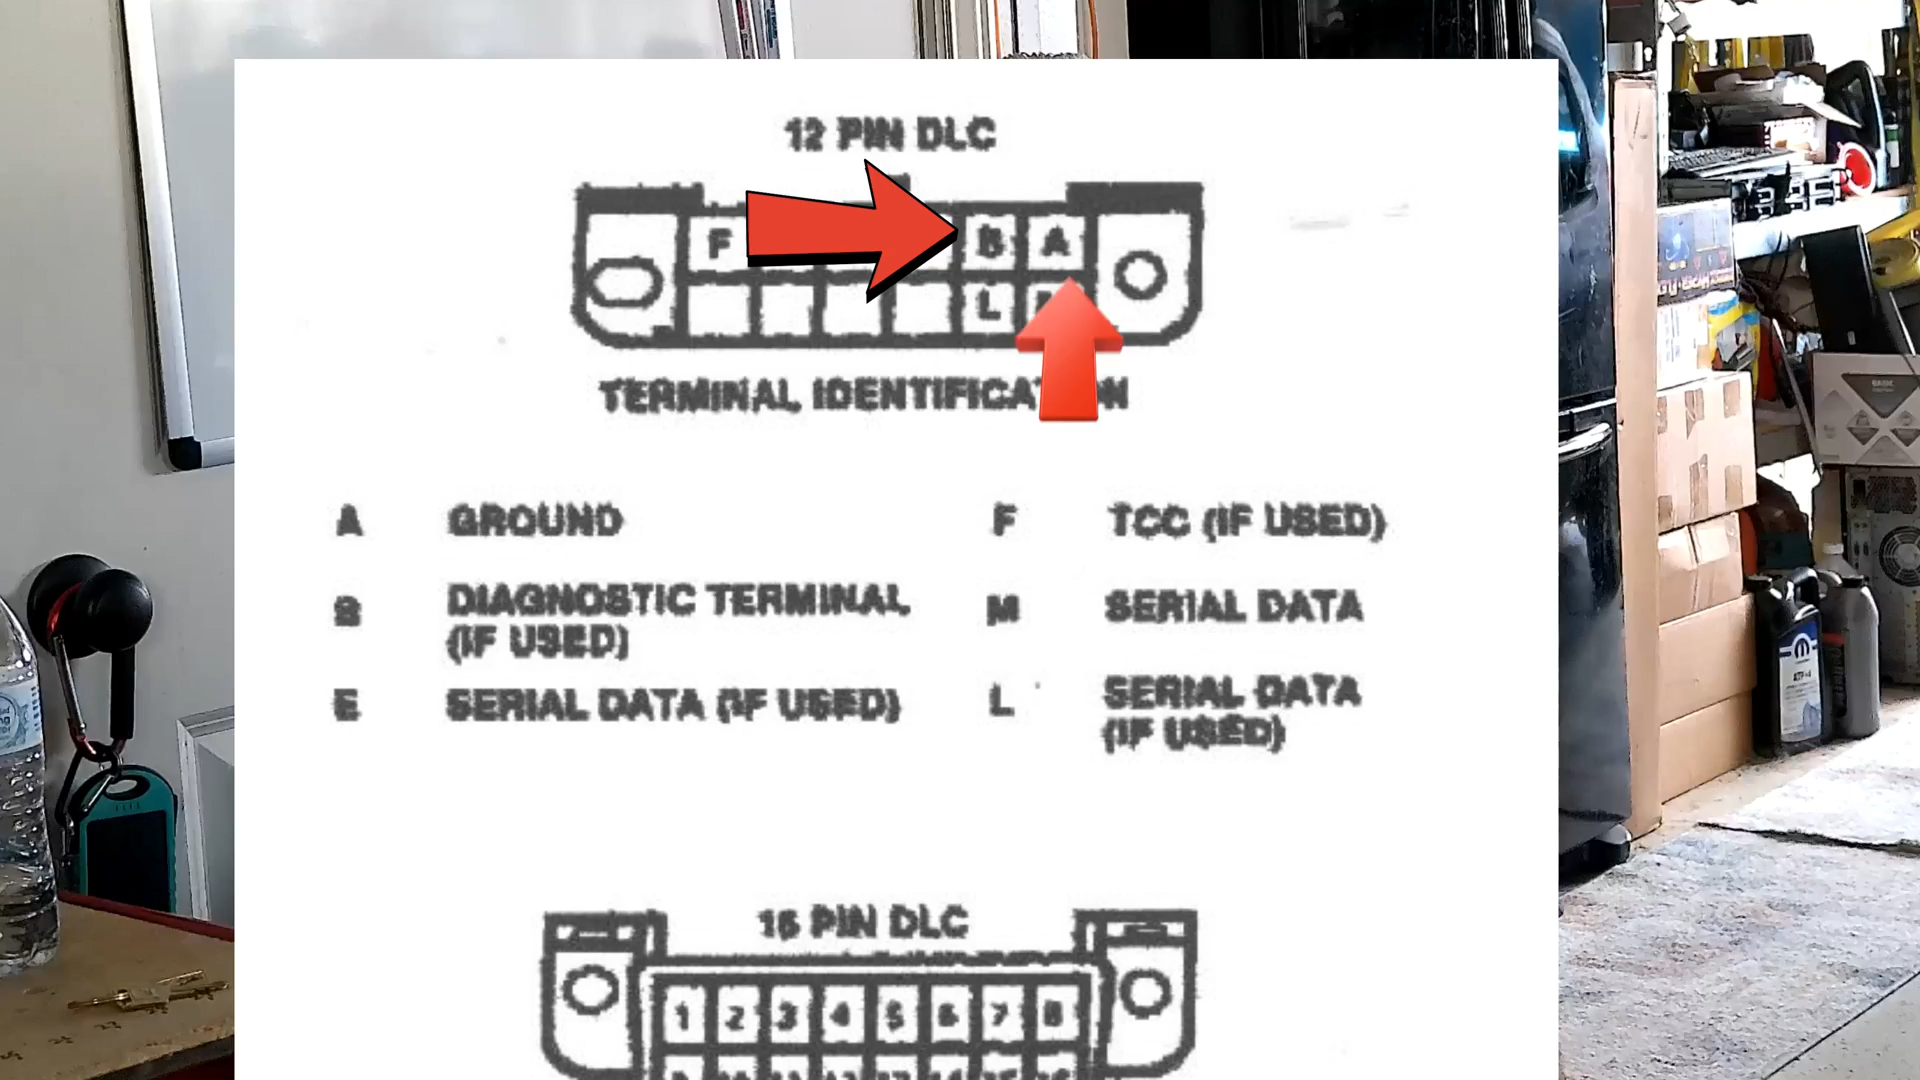 12 PIN DLC
F B A
L
TERMINAL IDENTIFICA N
A GROUND F TCC (IF USED)
B DIAGNOSTIC TERMINAL
(IF USED)
M SERIAL DATA
E SERIAL DATA (IF USED) L SERIAL DATA
(IF USED)
16 PIN DLC
1 2 3 4 5 6 7 8
BASIC